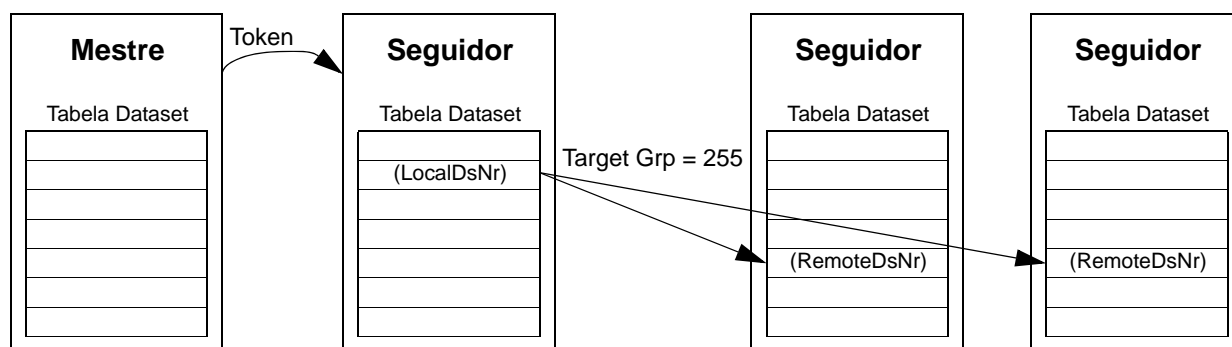 Mestre
Token
Seguidor
Seguidor
Seguidor
Tabela Dataset
Tabela Dataset
Tabela Dataset
Tabela Dataset
(LocalDsNr)
Target Grp = 255
(RemoteDsNr)
(RemoteDsNr)